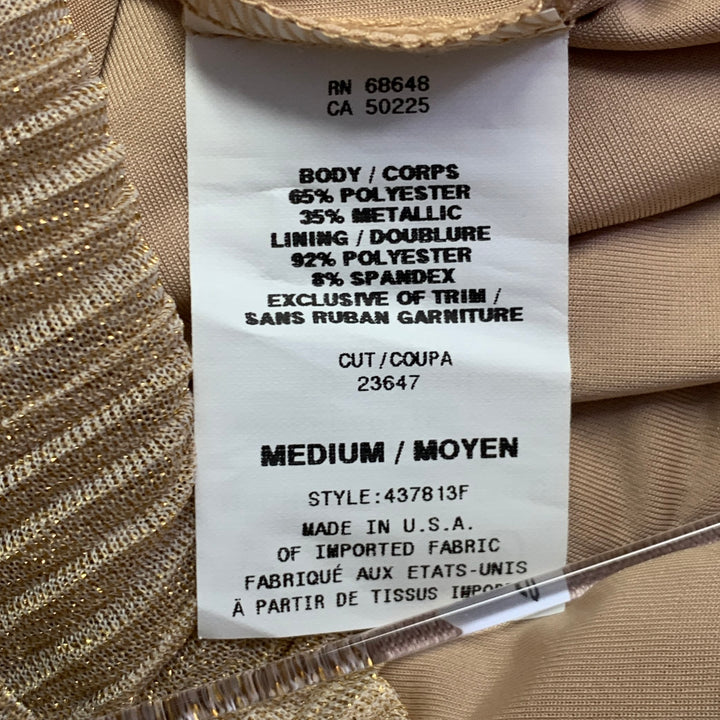 RN 68648
CA 50225
BODY / CORPS
65% POLYESTER
35% METALLIC
LINING / DOUBLURE
92% POLYESTER
8% SPANDEX
EXCLUSIVE OF TRIM /
SANS RUBAN GARNITURE
CUT/COUPA
23647
MEDIUM / MOYEN
STYLE:437813F
MADE IN U.S.A.
OF IMPORTED FABRIC
FABRIQUÉ AUX ETATS-UNIS
À PARTIR DE TISSUS